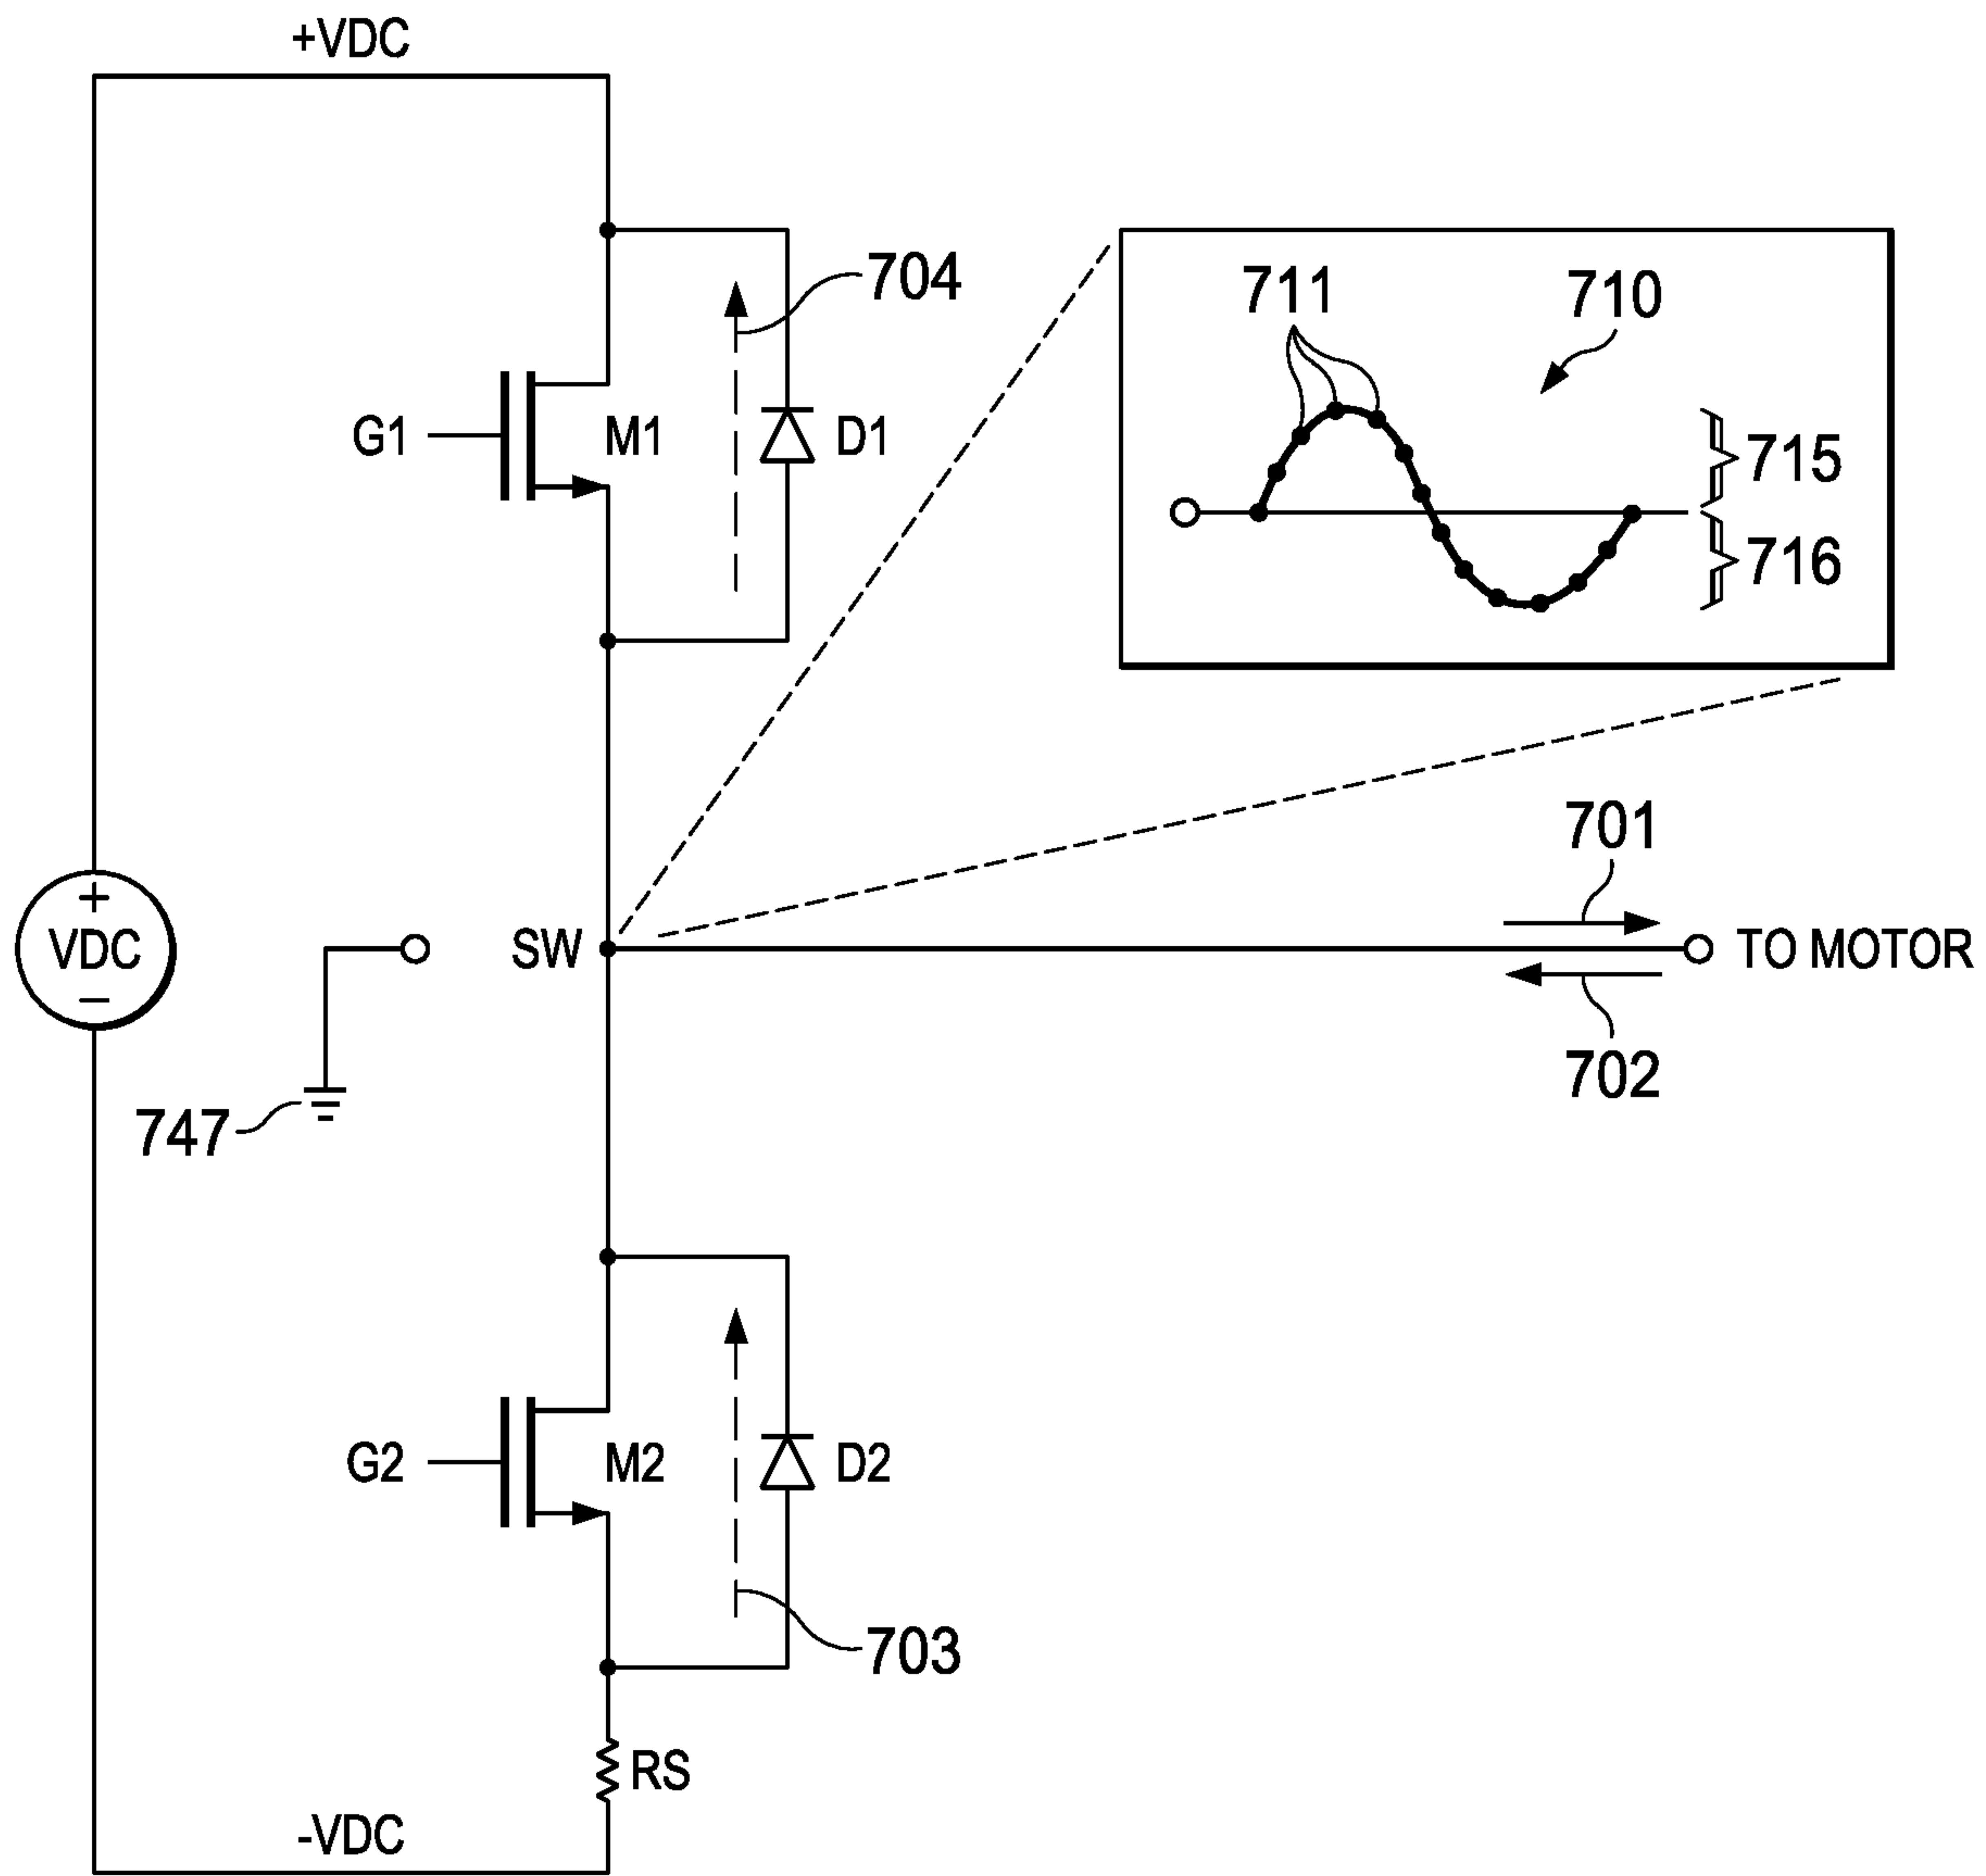 +VDC
704
711
710
G1
M1
D1
715
716
701
+
VDC
−
SW
TO MOTOR
702
747
G2
M2
D2
703
RS
-VDC